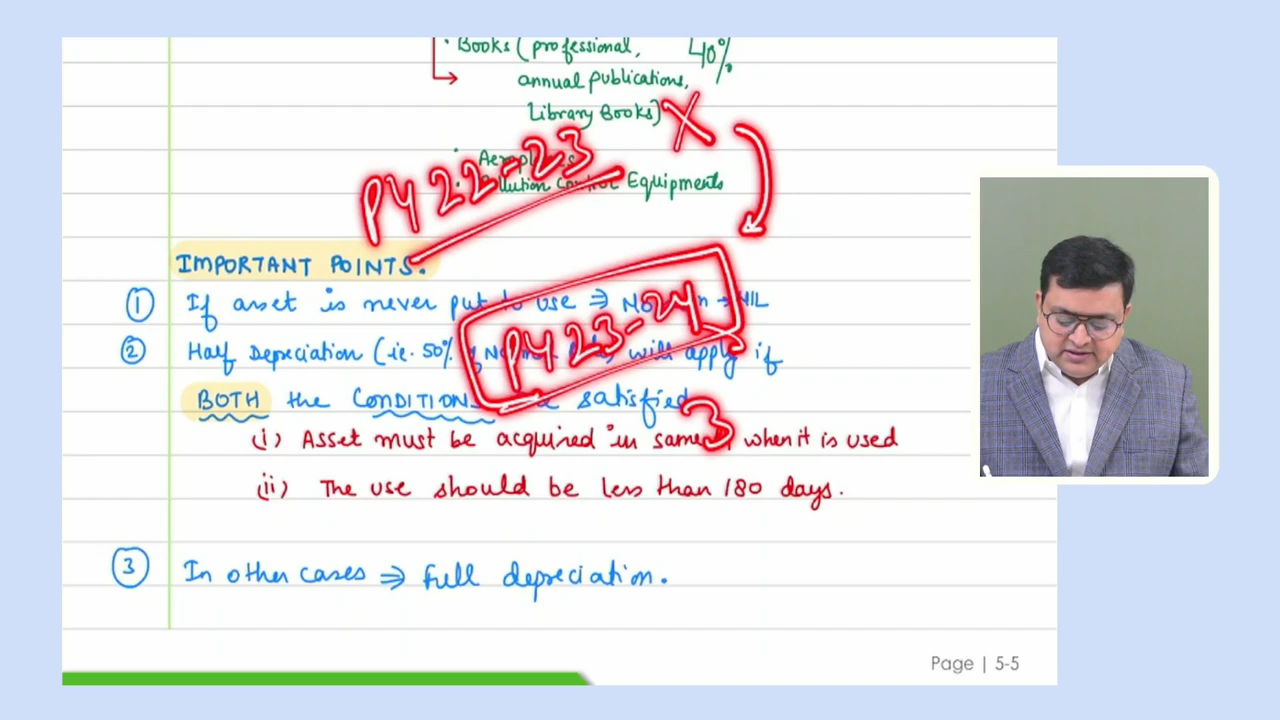 • Books (professional, 40%
annual publications,
Library Books) X
PY 22-23
• Pollution Control Equipments
IMPORTANT POINTS.
① If asset is never put to use ⇒ → NIL
PY 23-24
② Half Depreciation (ie. 50% will apply if
BOTH the CONDITIONS satisfied
3
(i) Asset must be acquired in same when it is used
(ii) The use should be less than 180 days.
③ In other cases ⇒ full depreciation.
Page | 5-5